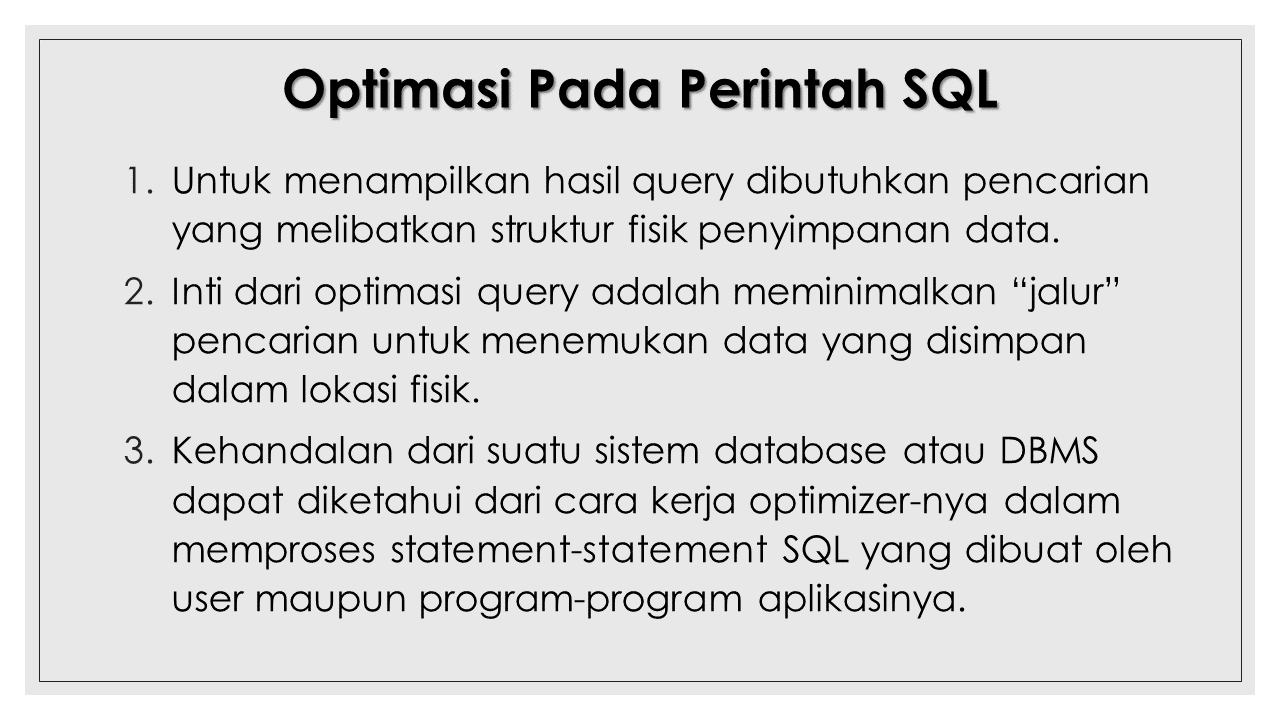 Optimasi Pada Perintah SQL
1. Untuk menampilkan hasil query dibutuhkan pencarian
yang melibatkan struktur fisik penyimpanan data.
2. Inti dari optimasi query adalah meminimalkan “jalur”
pencarian untuk menemukan data yang disimpan
dalam lokasi fisik.
3. Kehandalan dari suatu sistem database atau DBMS
dapat diketahui dari cara kerja optimizer-nya dalam
memproses statement-statement SQL yang dibuat oleh
user maupun program-program aplikasinya.